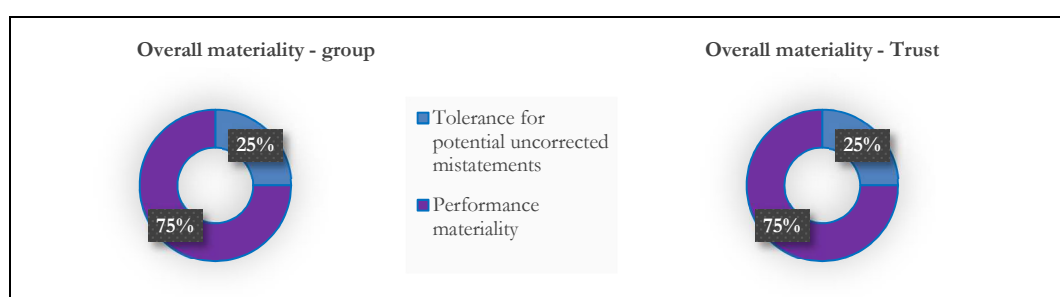 Overall materiality - group
Overall materiality - Trust
25%
75%
Tolerance for
potential uncorrected
mistatements
Performance
materiality
25%
75%